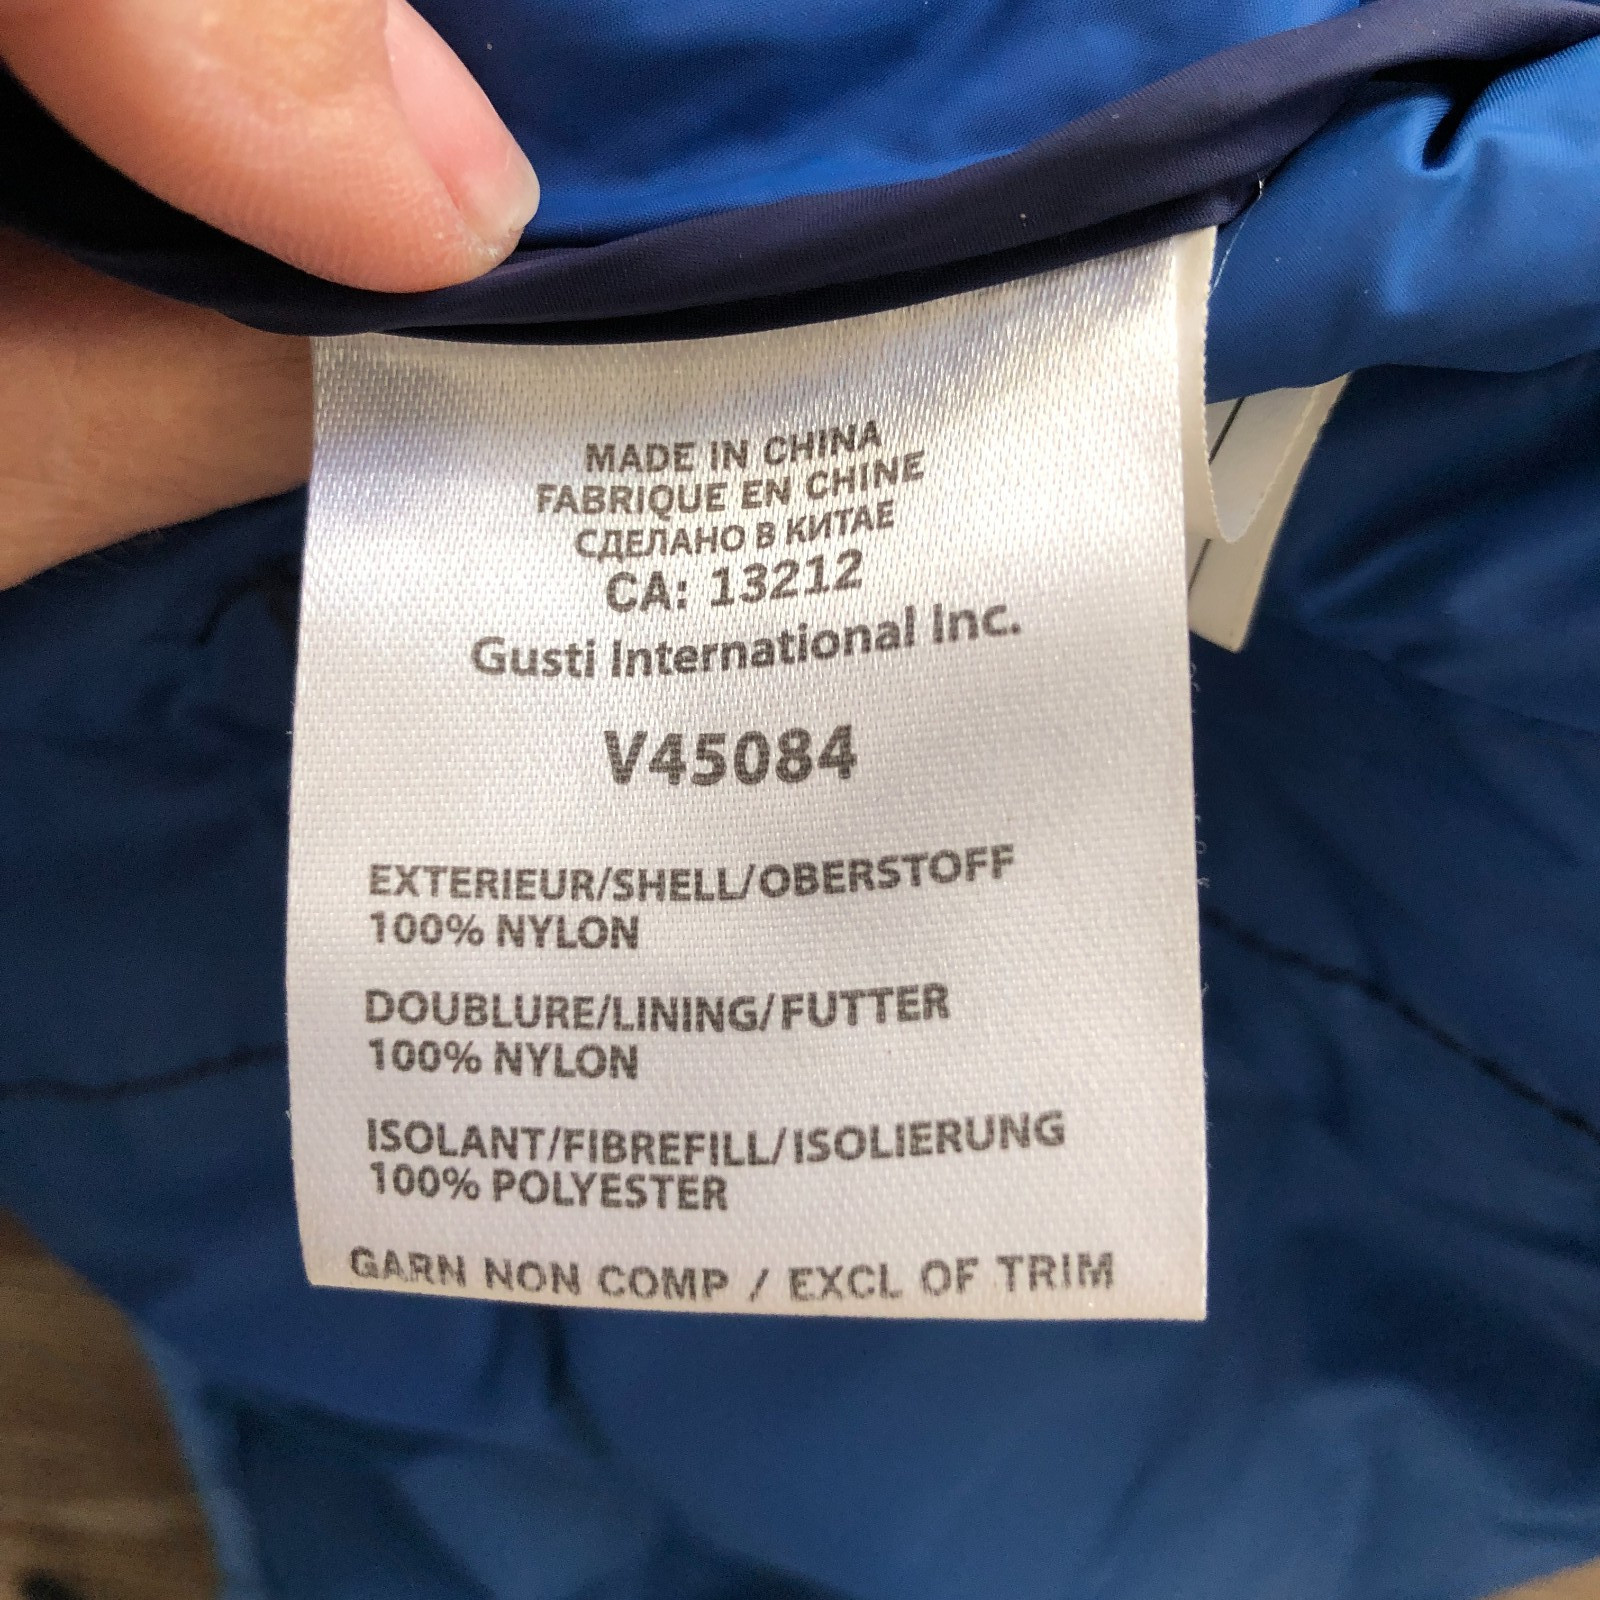 MADE IN CHINA
FABRIQUE EN CHINE
СДЕЛАНО В КИТАЕ
CA: 13212
Gusti International Inc.
V45084
EXTERIEUR/SHELL/OBERSTOFF
100% NYLON
DOUBLURE/LINING/FUTTER
100% NYLON
ISOLANT/FIBREFILL/ISOLIERUNG
100% POLYESTER
GARN NON COMP / EXCL OF TRIM